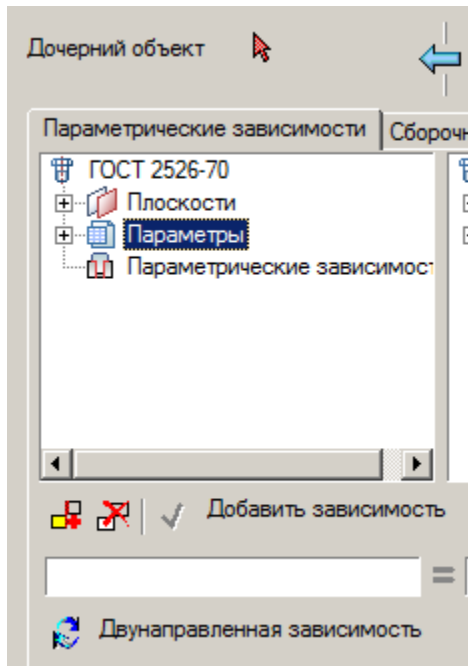 Дочерний объект
Параметрические зависимости
Сбороч
ГОСТ 2526-70
Плоскости
Параметры
Параметрические зависимост
Добавить зависимость
=
Двунаправленная зависимость